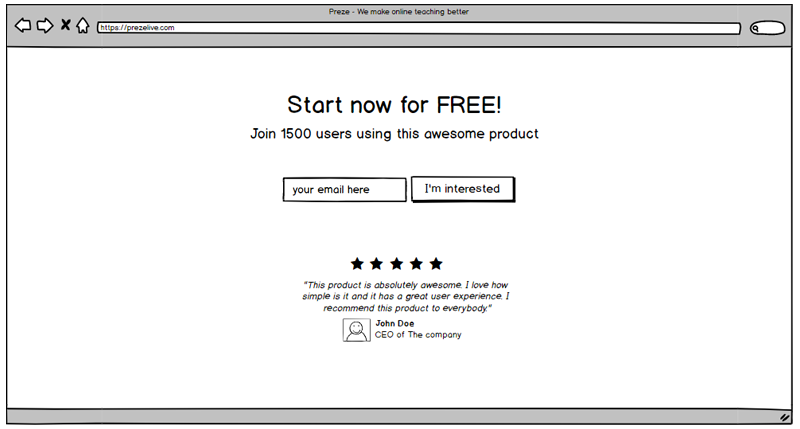 Preze - We make online teaching better
https://prezelive.com
Start now for FREE!
Join 1500 users using this awesome product
your email here
I'm interested
"This product is absolutely awesome. I love how
simple is it and it has a great user experience. I
recommend this product to everybody."
John Doe
CEO of The company